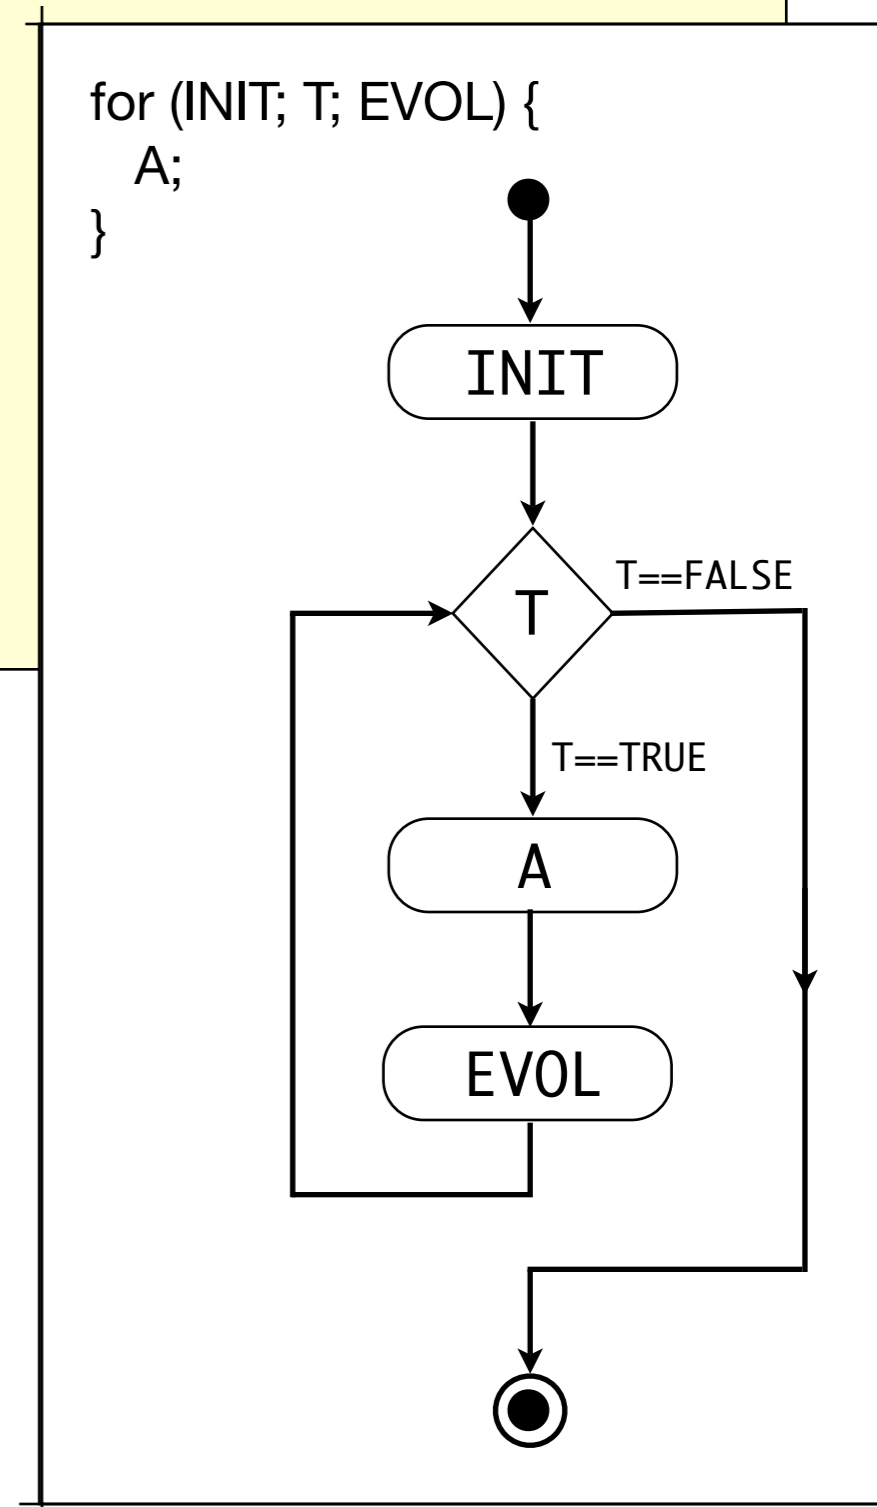 for (INIT; T; EVOL) {
A;
}
INIT
T
T==FALSE
T==TRUE
A
EVOL